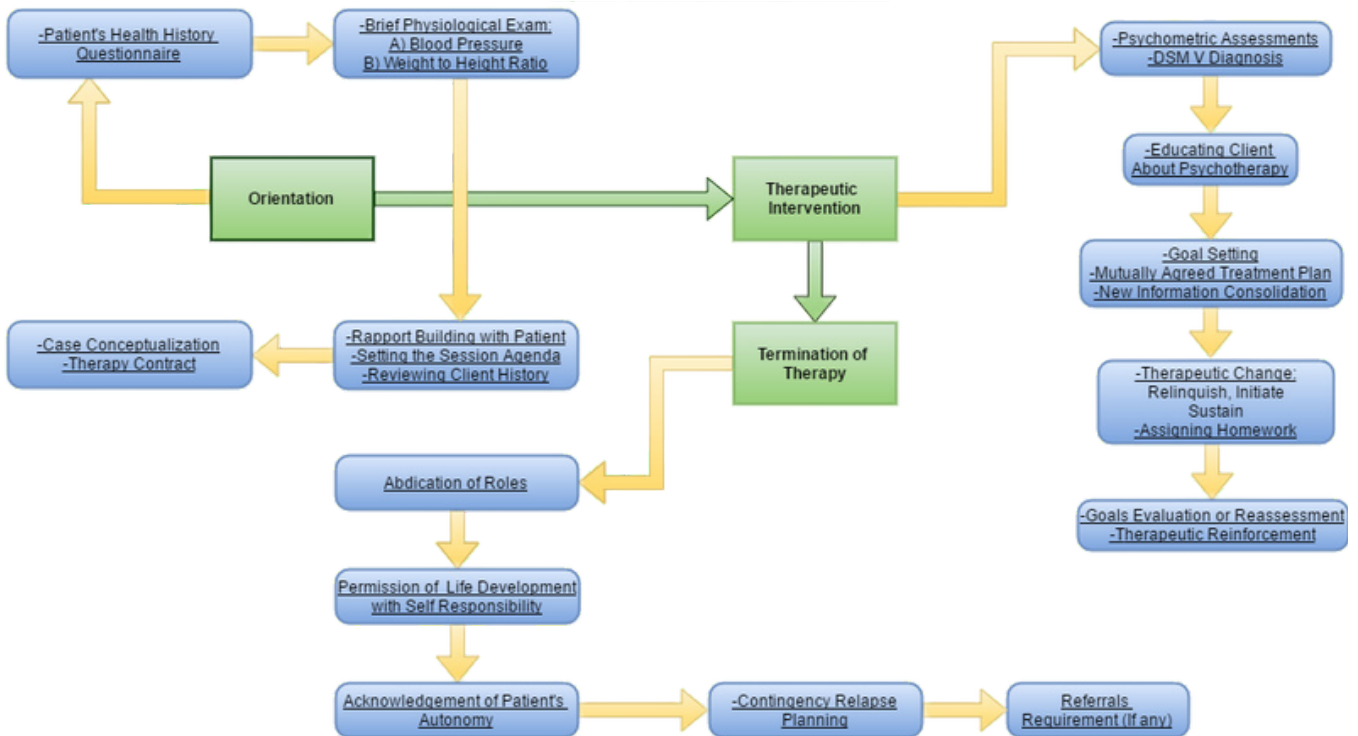 -Patient's Health History
Questionnaire
-Brief Physiological Exam:
A) Blood Pressure
B) Weight to Height Ratio
-Psychometric Assessments
-DSM V Diagnosis
-Educating Client
About Psychotherapy
Orientation
Therapeutic
Intervention
-Goal Setting
-Mutually Agreed Treatment Plan
-New Information Consolidation
-Case Conceptualization
-Therapy Contract
-Rapport Building with Patient
-Setting the Session Agenda
-Reviewing Client History
Termination of
Therapy
-Therapeutic Change:
Relinquish, Initiate
Sustain
-Assigning Homework
Abdication of Roles
-Goals Evaluation or Reassessment
-Therapeutic Reinforcement
Permission of Life Development
with Self Responsibility
Acknowledgement of Patient's
Autonomy
-Contingency Relapse
Planning
Referrals
Requirement (If any)